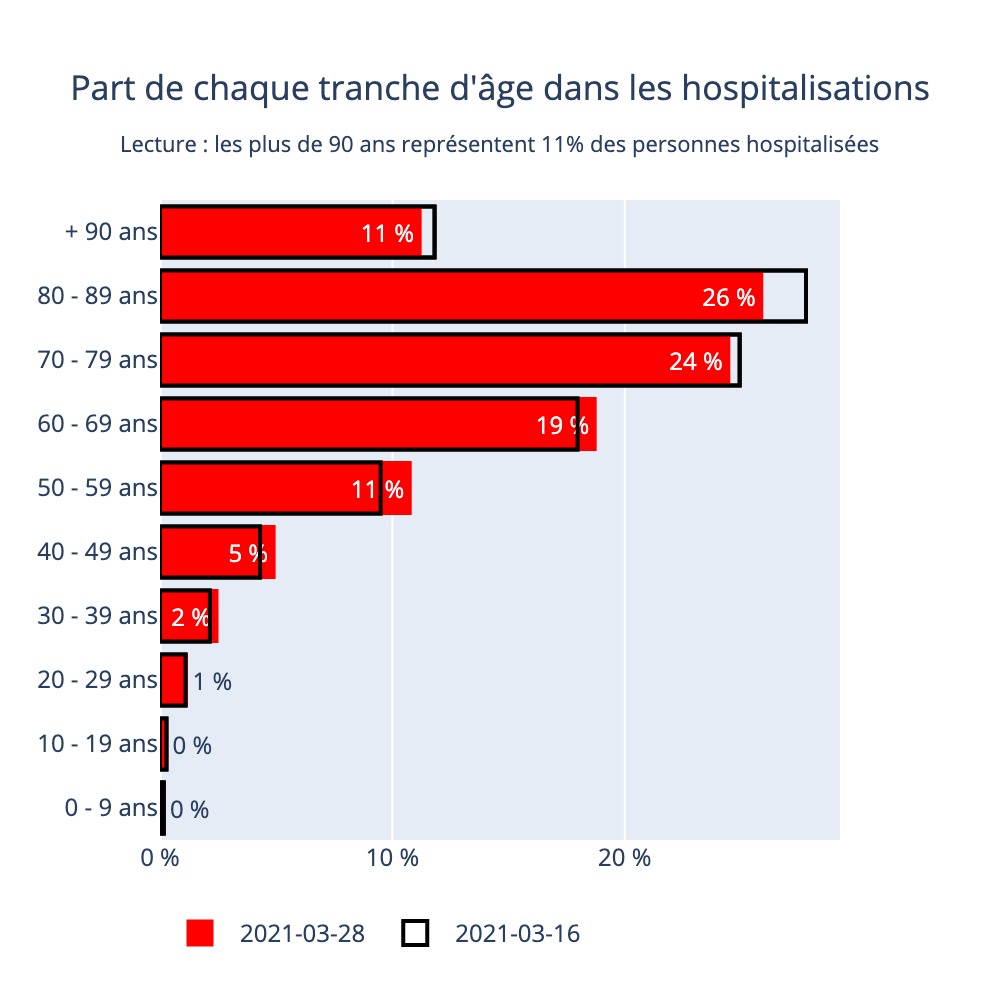 Part de chaque tranche d'âge dans les hospitalisations
Lecture : les plus de 90 ans représentent 11% des personnes hospitalisées
+ 90 ans 11 %
80 - 89 ans 26 %
70 - 79 ans 24 %
60 - 69 ans 19 %
50 - 59 ans 11 %
40 - 49 ans 5 %
30 - 39 ans 2 %
20 - 29 ans 1 %
10 - 19 ans 0 %
0 - 9 ans 0 %
0 % 10 % 20 %
2021-03-28 2021-03-16